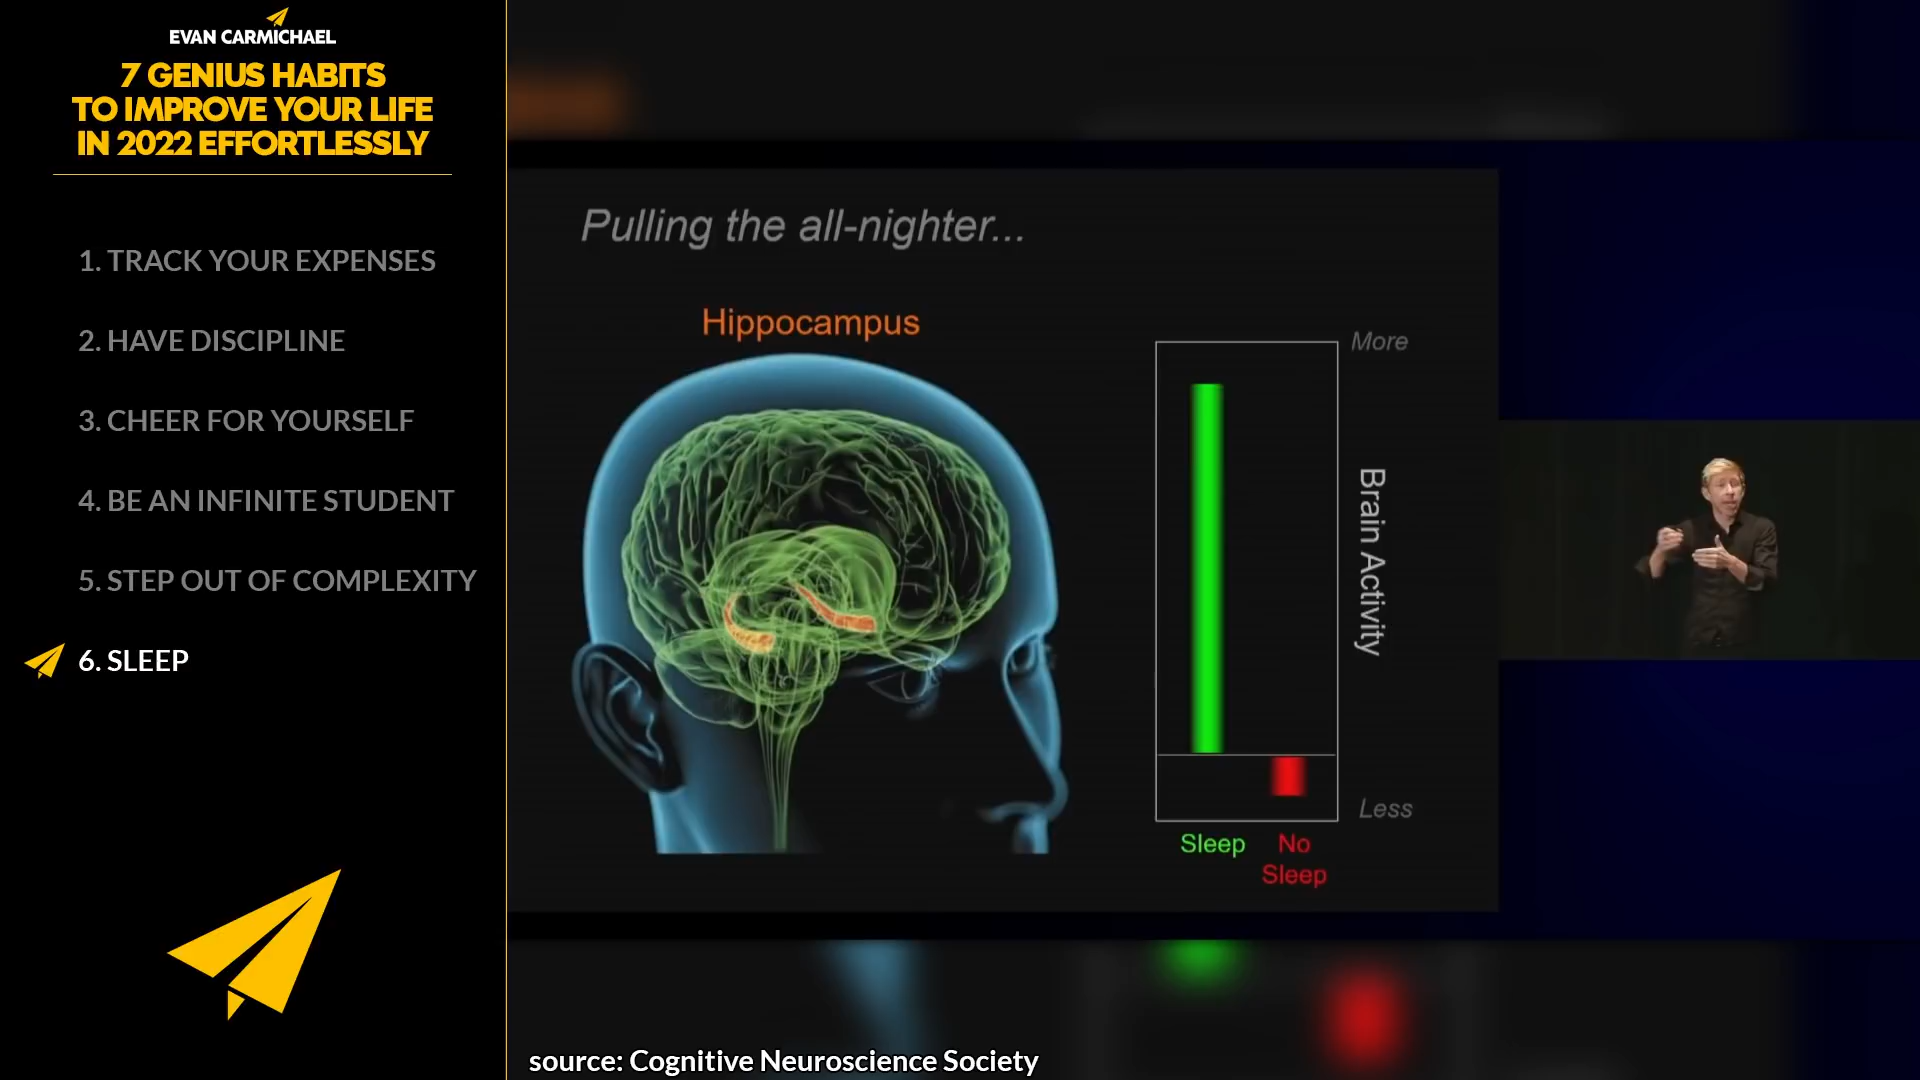 EVAN CARMICHAEL
7 GENIUS HABITS
TO IMPROVE YOUR LIFE
IN 2022 EFFORTLESSLY
1. TRACK YOUR EXPENSES
2. HAVE DISCIPLINE
3. CHEER FOR YOURSELF
4. BE AN INFINITE STUDENT
5. STEP OUT OF COMPLEXITY
6. SLEEP
Pulling the all-nighter...
Hippocampus
More
Brain Activity
Less
Sleep
No
Sleep
source: Cognitive Neuroscience Society